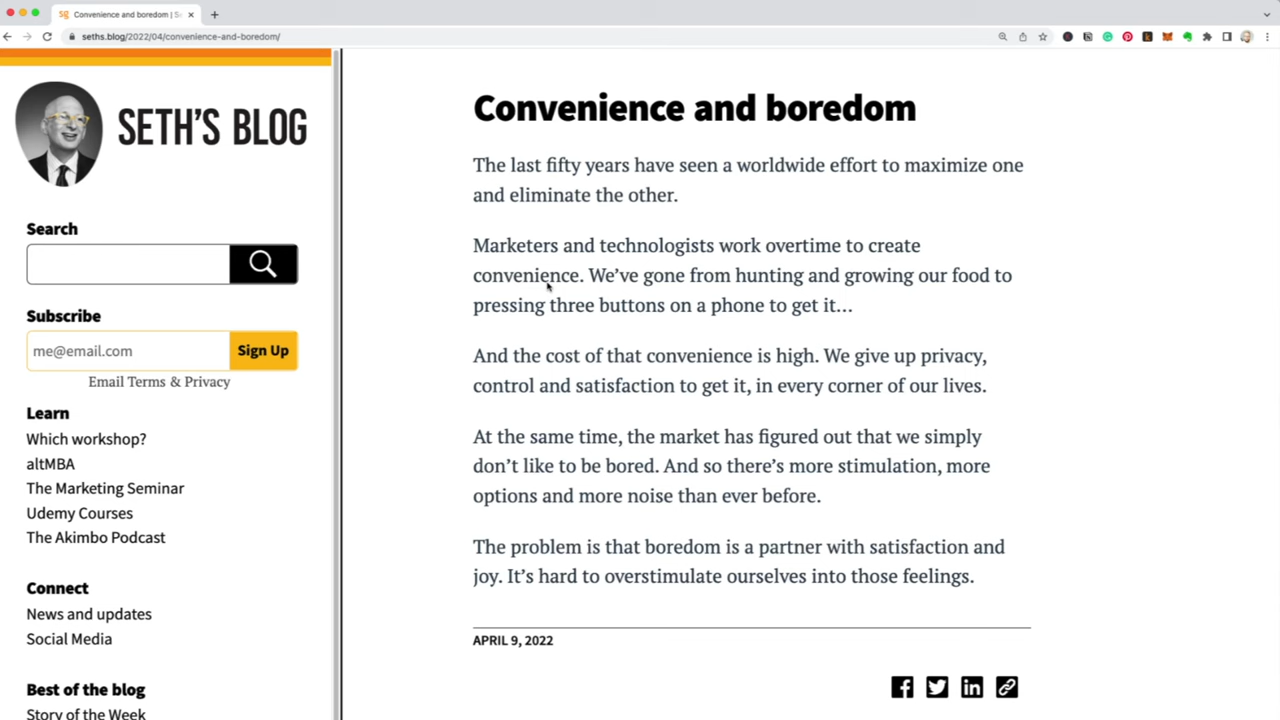 Convenience and boredom | S
seths.blog/2022/04/convenience-and-boredom/
SETH'S BLOG
Search
Subscribe
me@email.com
Sign Up
Email Terms & Privacy
Learn
Which workshop?
altMBA
The Marketing Seminar
Udemy Courses
The Akimbo Podcast
Connect
News and updates
Social Media
Best of the blog
Story of the Week
Convenience and boredom
The last fifty years have seen a worldwide effort to maximize one
and eliminate the other.
Marketers and technologists work overtime to create
convenience. We’ve gone from hunting and growing our food to
pressing three buttons on a phone to get it…
And the cost of that convenience is high. We give up privacy,
control and satisfaction to get it, in every corner of our lives.
At the same time, the market has figured out that we simply
don’t like to be bored. And so there’s more stimulation, more
options and more noise than ever before.
The problem is that boredom is a partner with satisfaction and
joy. It’s hard to overstimulate ourselves into those feelings.
APRIL 9, 2022